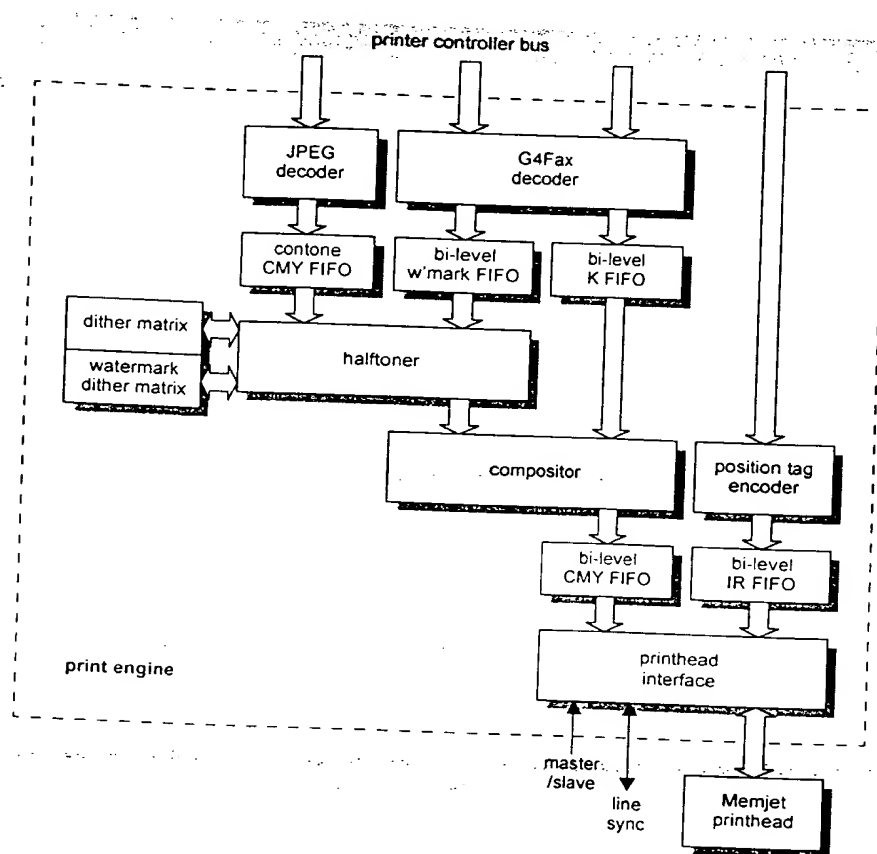 printer controller bus
JPEG
decoder
G4Fax
decoder
contone
CMY FIFO
bi-level
w'mark FIFO
bi-level
K FIFO
dither matrix
watermark
dither matrix
halftoner
compositor
position tag
encoder
bi-level
CMY FIFO
bi-level
IR FIFO
print engine
printhead
interface
master
/slave
line
sync
Memjet
printhead